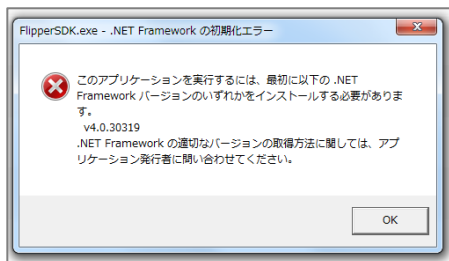 FlipperSDK.exe - .NET Framework の初期化エラー
このアプリケーションを実行するには、最初に以下の .NET
Framework バージョンのいずれかをインストールする必要がありま
す。
v4.0.30319
.NET Framework の適切なバージョンの取得方法に関しては、アプ
リケーション発行者に問い合わせてください。
OK